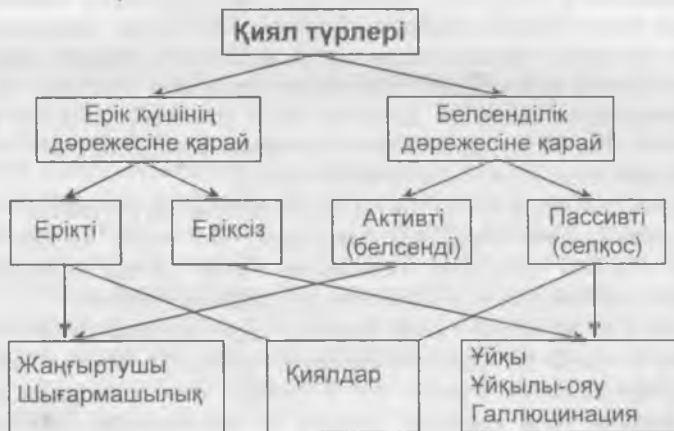 Қиял түрлері
Ерік күшінің
дәрежесіне қарай
Белсенділік
дәрежесіне қарай
Ерікті
Еріксіз
Активті
(белсенді)
Пассивті
(селқос)
Жаңғыртушы
Шығармашылық
Қиялдар
Ұйқы
Ұйқылы-ояу
Галлюцинация